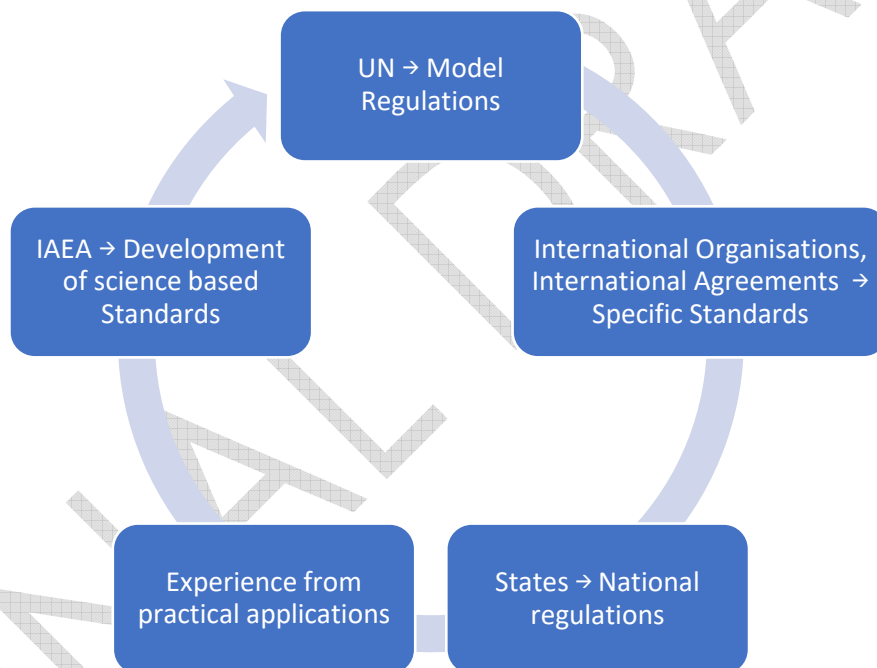 UN → Model
Regulations
IAEA → Development
of science based
Standards
International Organisations,
International Agreements →
Specific Standards
Experience from
practical applications
States → National
regulations